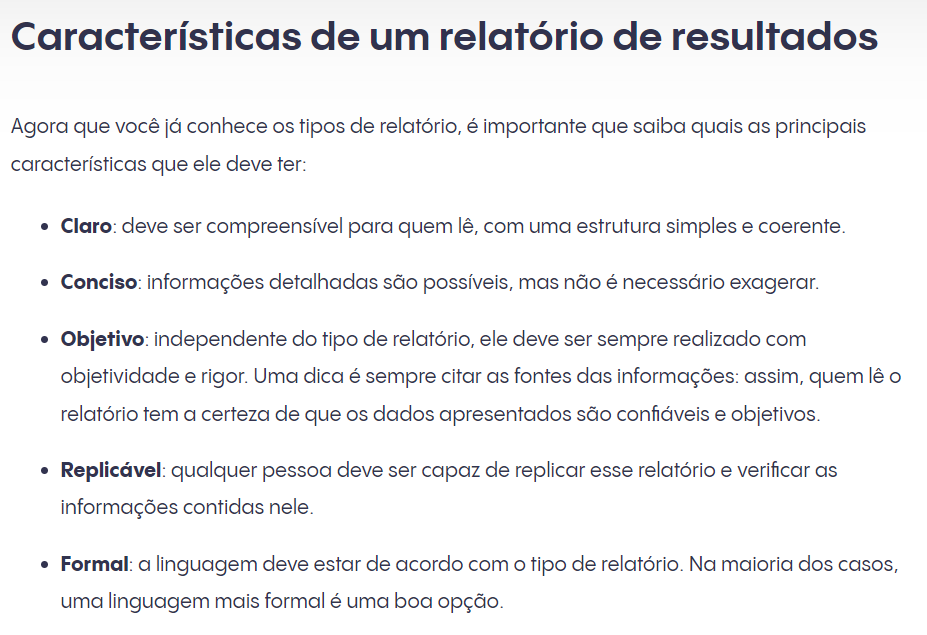 Características de um relatório de resultados
Agora que você já conhece os tipos de relatório, é importante que saiba quais as principais
características que ele deve ter:
• Claro: deve ser compreensível para quem lê, com uma estrutura simples e coerente.
• Conciso: informações detalhadas são possíveis, mas não é necessário exagerar.
• Objetivo: independente do tipo de relatório, ele deve ser sempre realizado com
objetividade e rigor. Uma dica é sempre citar as fontes das informações: assim, quem lê o
relatório tem a certeza de que os dados apresentados são confiáveis e objetivos.
• Replicável: qualquer pessoa deve ser capaz de replicar esse relatório e verificar as
informações contidas nele.
• Formal: a linguagem deve estar de acordo com o tipo de relatório. Na maioria dos casos,
uma linguagem mais formal é uma boa opção.